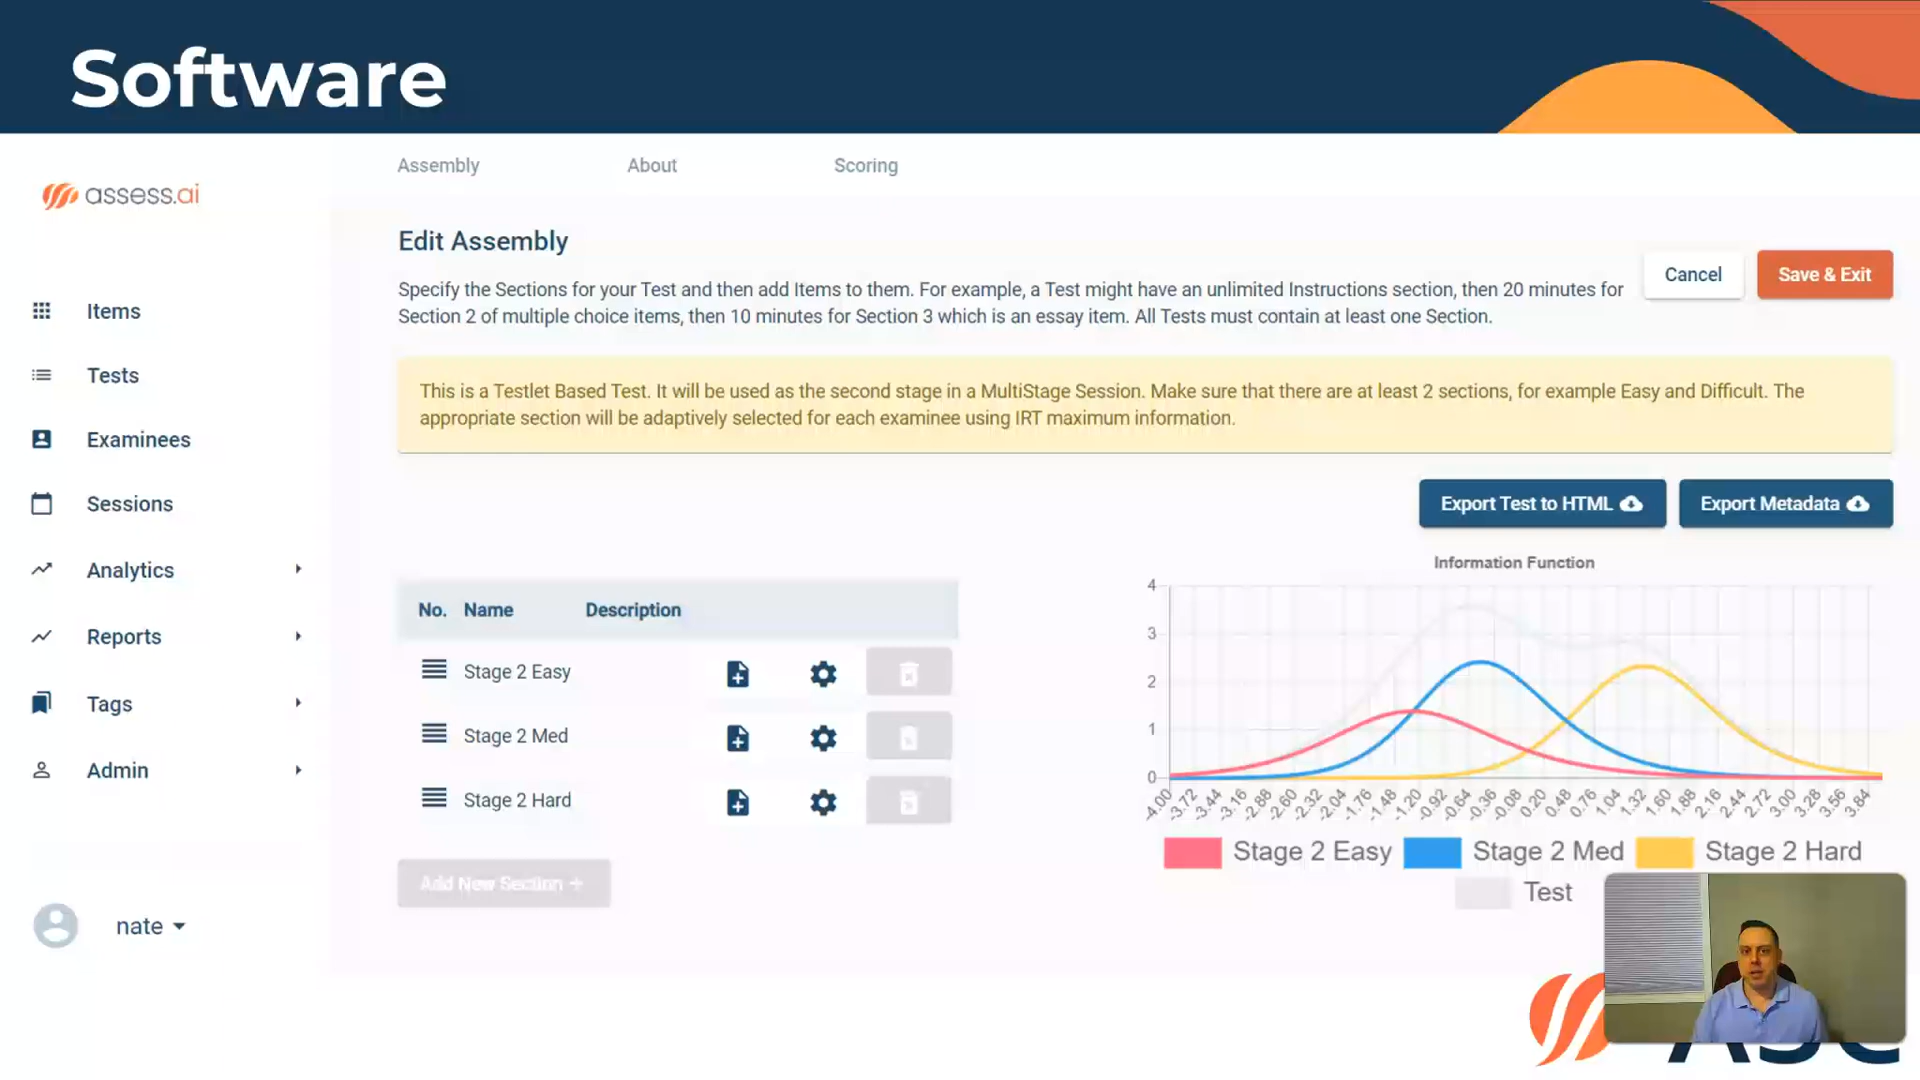 Software
assess.ai
Items
Tests
Examinees
Sessions
Analytics
Reports
Tags
Admin
nate
Assembly About Scoring
Edit Assembly
Specify the Sections for your Test and then add Items to them. For example, a Test might have an unlimited Instructions section, then 20 minutes for
Section 2 of multiple choice items, then 10 minutes for Section 3 which is an essay item. All Tests must contain at least one Section.
Cancel
Save & Exit
This is a Testlet Based Test. It will be used as the second stage in a MultiStage Session. Make sure that there are at least 2 sections, for example Easy and Difficult. The
appropriate section will be adaptively selected for each examinee using IRT maximum information.
Export Test to HTML
Export Metadata
No. Name Description
Stage 2 Easy
Stage 2 Med
Stage 2 Hard
Add New Section +
Information Function
4
3
2
1
0
-4.00 -3.72 -3.44 -3.16 -2.88 -2.60 -2.32 -2.04 -1.76 -1.48 -1.20 -0.92 -0.64 -0.36 -0.08 0.20 0.48 0.76 1.04 1.32 1.60 1.88 2.16 2.44 2.72 3.00 3.28 3.56 3.84
Stage 2 Easy Stage 2 Med Stage 2 Hard
Test